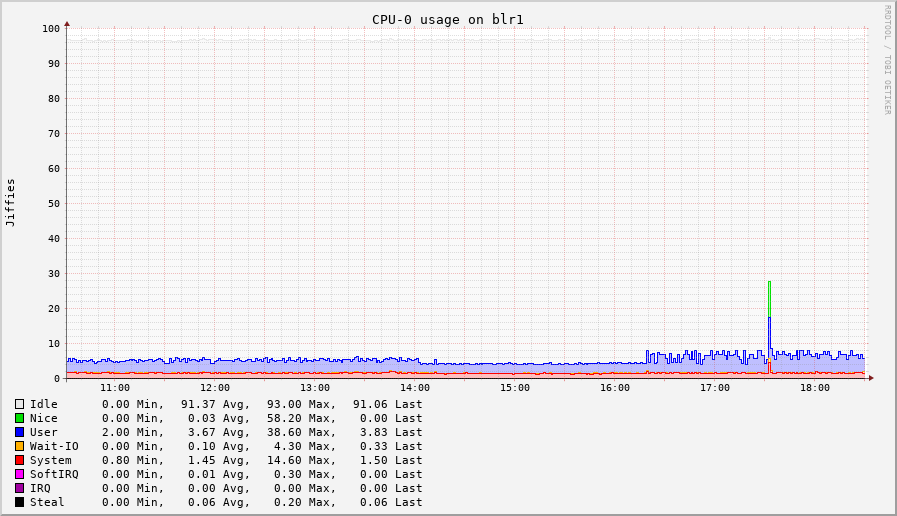 CPU-0 usage on blr1
RRDTOOL / TOBI OETIKER
Jiffies
100
90
80
70
60
50
40
30
20
10
0
11:00 12:00 13:00 14:00 15:00 16:00 17:00 18:00
Idle 0.00 Min, 91.37 Avg, 93.00 Max, 91.06 Last
Nice 0.00 Min, 0.03 Avg, 58.20 Max, 0.00 Last
User 2.00 Min, 3.67 Avg, 38.60 Max, 3.83 Last
Wait-IO 0.00 Min, 0.10 Avg, 4.30 Max, 0.33 Last
System 0.80 Min, 1.45 Avg, 14.60 Max, 1.50 Last
SoftIRQ 0.00 Min, 0.01 Avg, 0.30 Max, 0.00 Last
IRQ 0.00 Min, 0.00 Avg, 0.00 Max, 0.00 Last
Steal 0.00 Min, 0.06 Avg, 0.20 Max, 0.06 Last